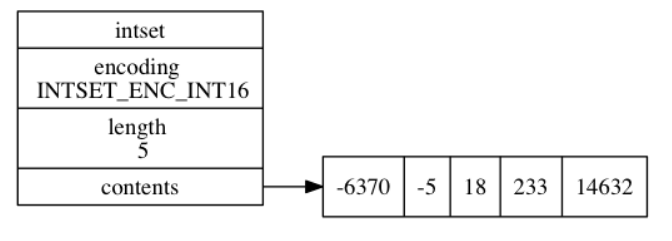 intset
encoding
INTSET_ENC_INT16
length
5
contents
-6370 -5 18 233 14632